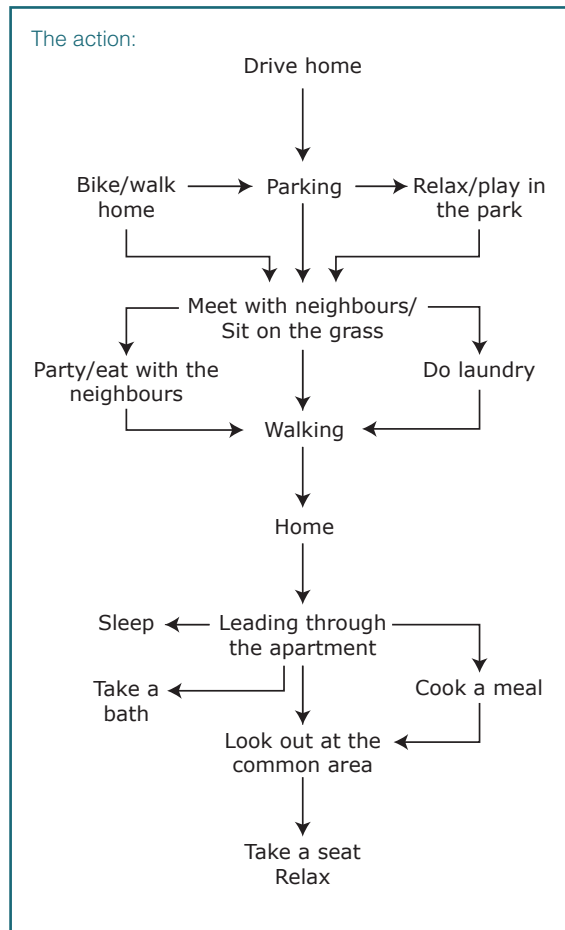 The action:
Drive home
Bike/walk
home
Parking
Relax/play in
the park
Meet with neighbours/
Sit on the grass
Party/eat with the
neighbours
Do laundry
Walking
Home
Sleep
Leading through
the apartment
Take a
bath
Cook a meal
Look out at the
common area
Take a seat
Relax